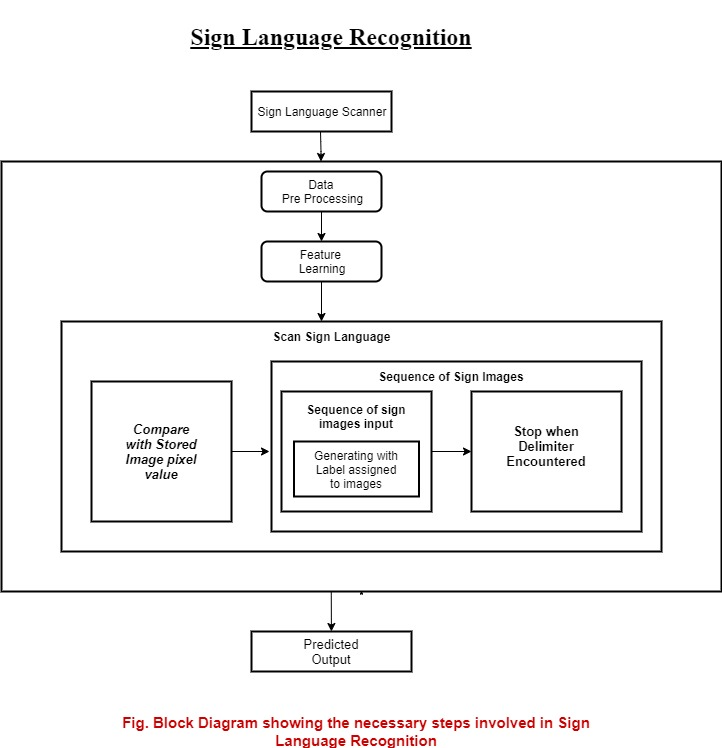 Sign Language Recognition
Sign Language Scanner
Data
Pre Processing
Feature
Learning
Scan Sign Language
Sequence of Sign Images
Compare
with Stored
Image pixel
value
Sequence of sign
images input
Generating with
Label assigned
to images
Stop when
Delimiter
Encountered
Predicted
Output
Fig. Block Diagram showing the necessary steps involved in Sign
Language Recognition